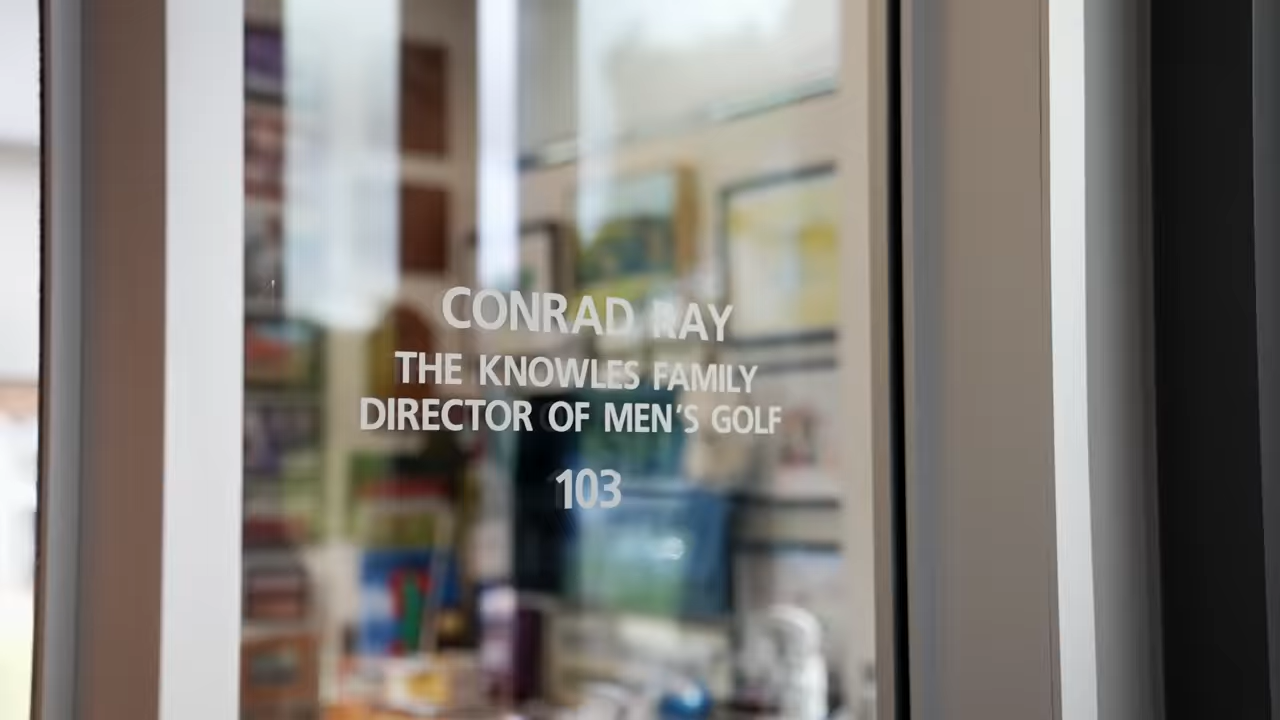 CONRAD RAY
THE KNOWLES FAMILY
DIRECTOR OF MEN'S GOLF
103